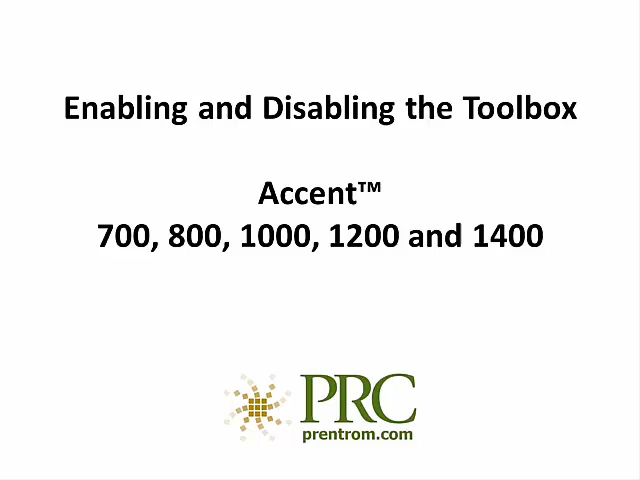 Enabling and Disabling the Toolbox
Accent™
700, 800, 1000, 1200 and 1400
PRC
prentrom.com